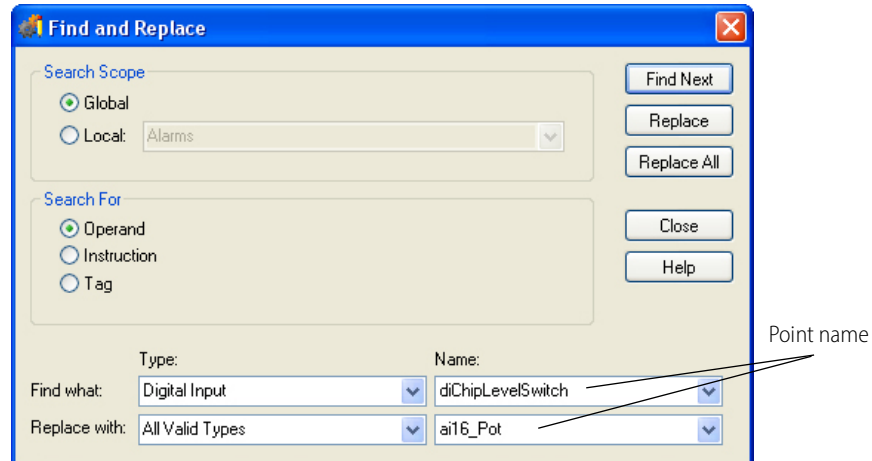 Find and Replace
Search Scope
Global
Local: Alarms
Find Next
Replace
Replace All
Search For
Operand
Instruction
Tag
Close
Help
Point name
Type: Name:
Find what: Digital Input diChipLevelSwitch
Replace with: All Valid Types ai16_Pot